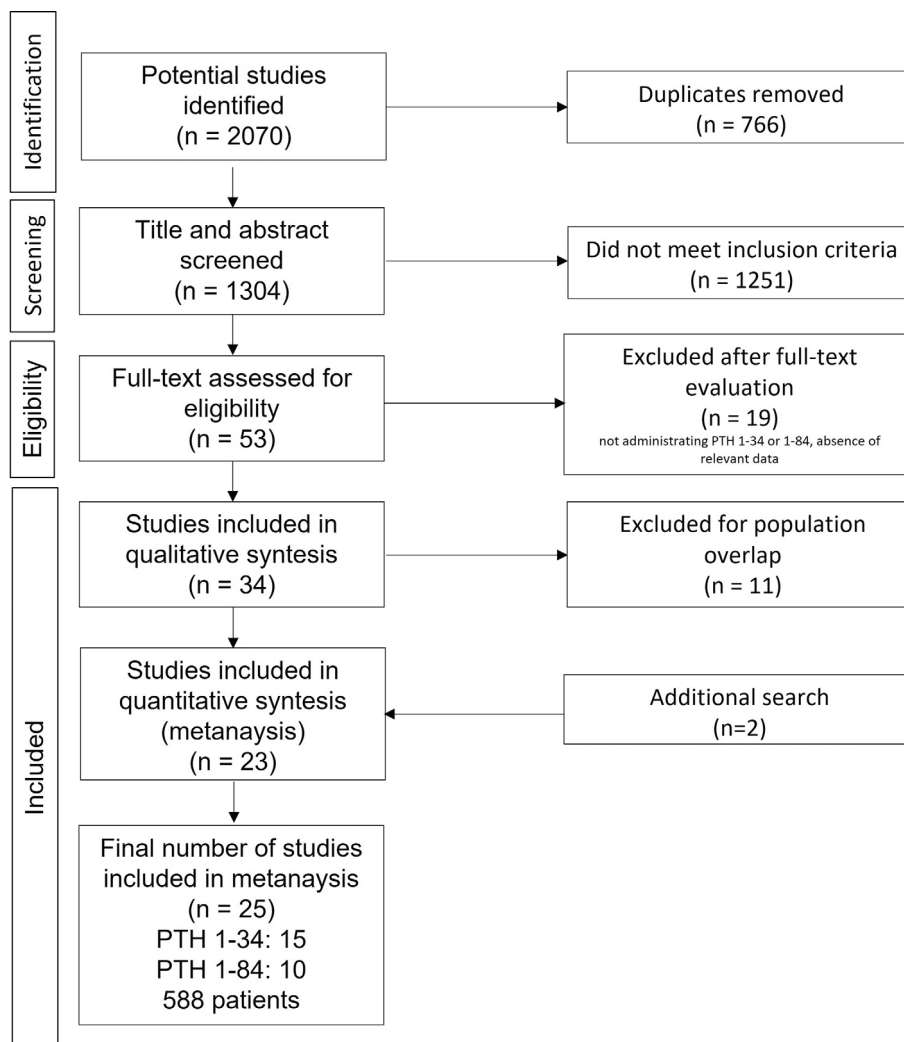 Identification
Potential studies
identified
(n = 2070)
Duplicates removed
(n = 766)
Screening
Title and abstract
screened
(n = 1304)
Did not meet inclusion criteria
(n = 1251)
Eligibility
Full-text assessed for
eligibility
(n = 53)
Excluded after full-text
evaluation
(n = 19)
not administrating PTH 1-34 or 1-84, absence of
relevant data
Included
Studies included in
qualitative syntesis
(n = 34)
Excluded for population
overlap
(n = 11)
Studies included in
quantitative syntesis
(metanaysis)
(n = 23)
Additional search
(n=2)
Final number of studies
included in metanaysis
(n = 25)
PTH 1-34: 15
PTH 1-84: 10
588 patients